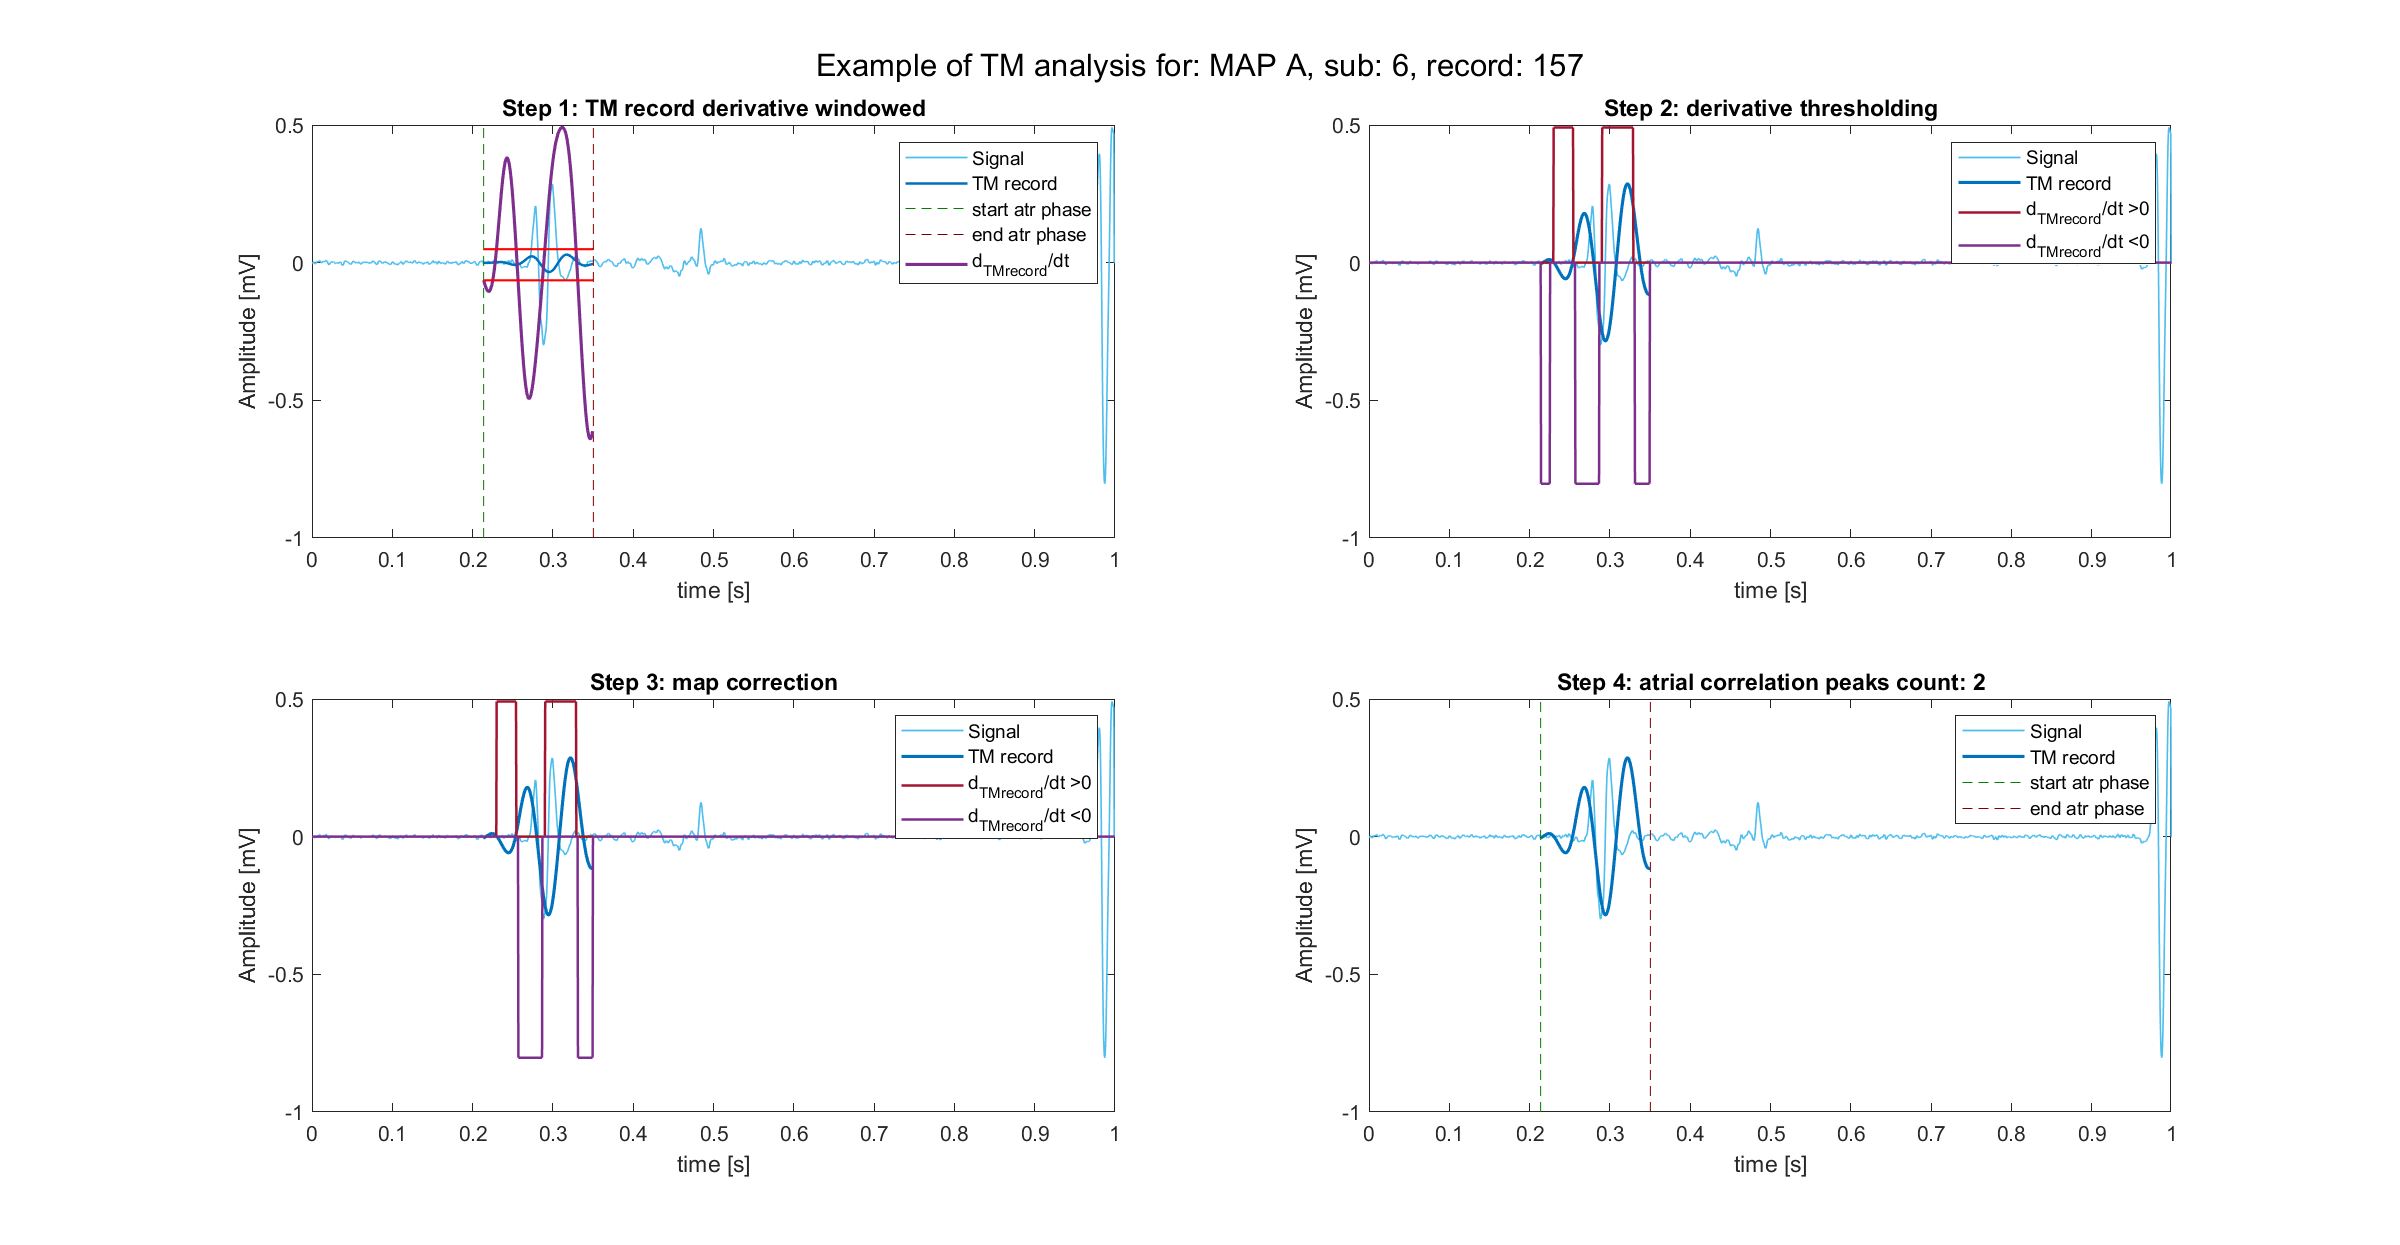 Example of TM analysis for: MAP A, sub: 6, record: 157
Step 1: TM record derivative windowed
0.5
0
-0.5
-1
Amplitude [mV]
0 0.1 0.2 0.3 0.4 0.5 0.6 0.7 0.8 0.9 1
time [s]
Signal
TM record
start atr phase
end atr phase
dTMrecord/dt
Step 2: derivative thresholding
0.5
0
-0.5
-1
Amplitude [mV]
0 0.1 0.2 0.3 0.4 0.5 0.6 0.7 0.8 0.9 1
time [s]
Signal
TM record
dTMrecord/dt >0
dTMrecord/dt <0
Step 3: map correction
0.5
0
-0.5
-1
Amplitude [mV]
0 0.1 0.2 0.3 0.4 0.5 0.6 0.7 0.8 0.9 1
time [s]
Signal
TM record
dTMrecord/dt >0
dTMrecord/dt <0
Step 4: atrial correlation peaks count: 2
0.5
0
-0.5
-1
Amplitude [mV]
0 0.1 0.2 0.3 0.4 0.5 0.6 0.7 0.8 0.9 1
time [s]
Signal
TM record
start atr phase
end atr phase